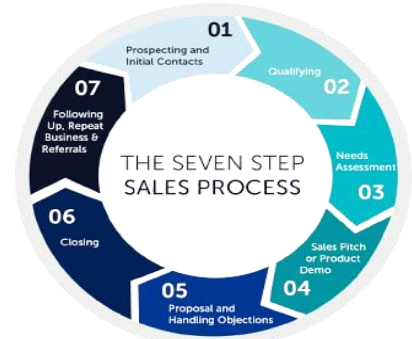 THE SEVEN STEP
SALES PROCESS
01
Prospecting and
Initial Contacts
Qualifying
02
Needs
Assessment
03
Sales Pitch
or Product
Demo
04
05
Proposal and
Handling Objections
06
Closing
07
Following
Up, Repeat
Business &
Referrals